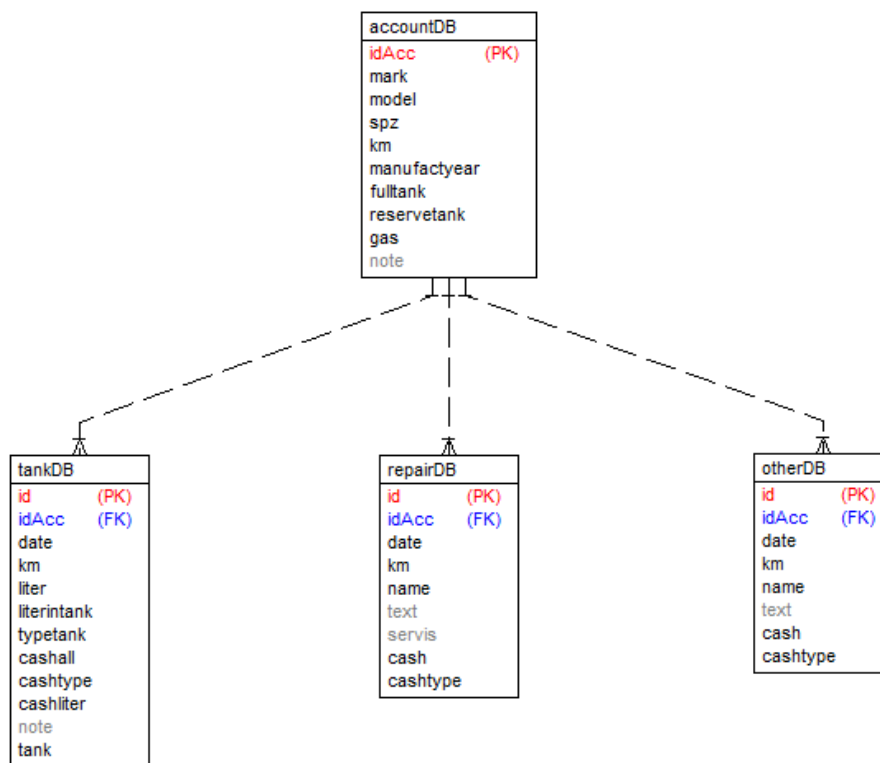 accountDB
idAcc (PK)
mark
model
spz
km
manufactyear
fulltank
reservetank
gas
note
tankDB
id (PK)
idAcc (FK)
date
km
liter
literintank
typetank
cashall
cashtype
cashliter
note
tank
repairDB
id (PK)
idAcc (FK)
date
km
name
text
servis
cash
cashtype
otherDB
id (PK)
idAcc (FK)
date
km
name
text
cash
cashtype